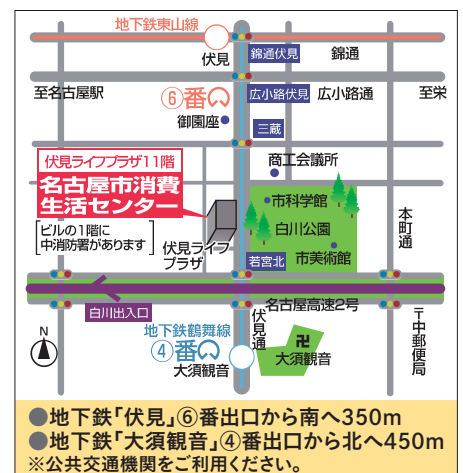 地下鉄東山線
伏見
錦通伏見
錦通
至名古屋駅
⑥番
広小路伏見
広小路通
至栄
御園座
三蔵
伏見ライフプラザ11階
名古屋市消費
生活センター
ビルの1階に
中消防署があります
商工会議所
市科学館
白川公園
市美術館
本町通
伏見ライフ
プラザ
若宮北
白川出入口
名古屋高速2号
伏見通
〒中郵便局
N
地下鉄鶴舞線
④番
大須観音
卍
大須観音
●地下鉄「伏見」⑥番出口から南へ350m
●地下鉄「大須観音」④番出口から北へ450m
※公共交通機関をご利用ください。